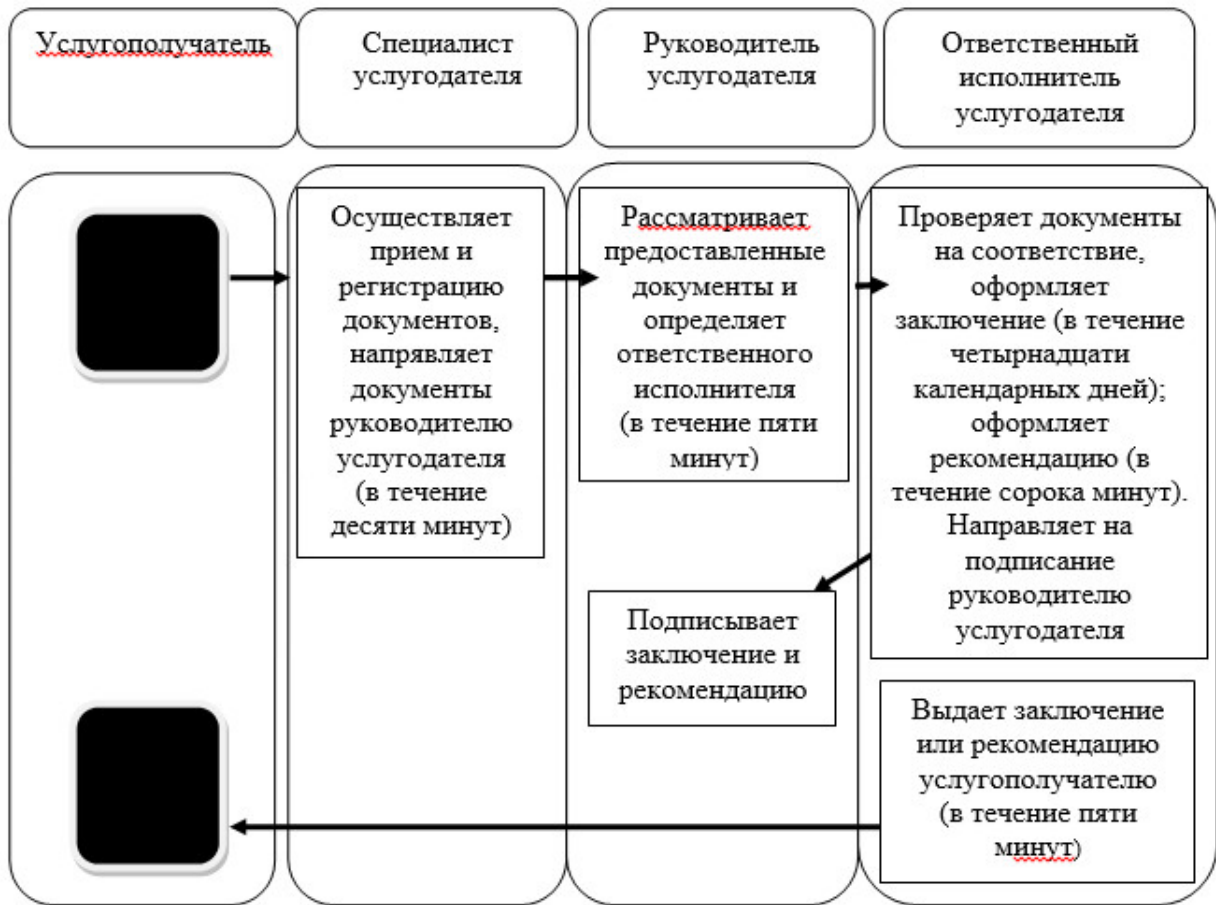 Услугополучатель
Специалист
услугодателя
Руководитель
услугодателя
Ответственный
исполнитель
услугодателя
Осуществляет
прием и
регистрацию
документов,
напрявляет
документы
руководителю
услугодателя
(в течение
десяти минут)
Рассматривает
предоставленные
документы и
определяет
ответственного
исполнителя
(в течение пяти
минут)
Проверяет документы
на соответствие,
оформляет
заключение (в течение
четырнадцати
календарных дней);
оформляет
рекомендацию (в
течение сорока минут).
Направляет на
подписание
руководителю
услугодателя
Подписывает
заключение и
рекомендацию
Выдает заключение
или рекомендацию
услугополучателю
(в течение пяти
минут)